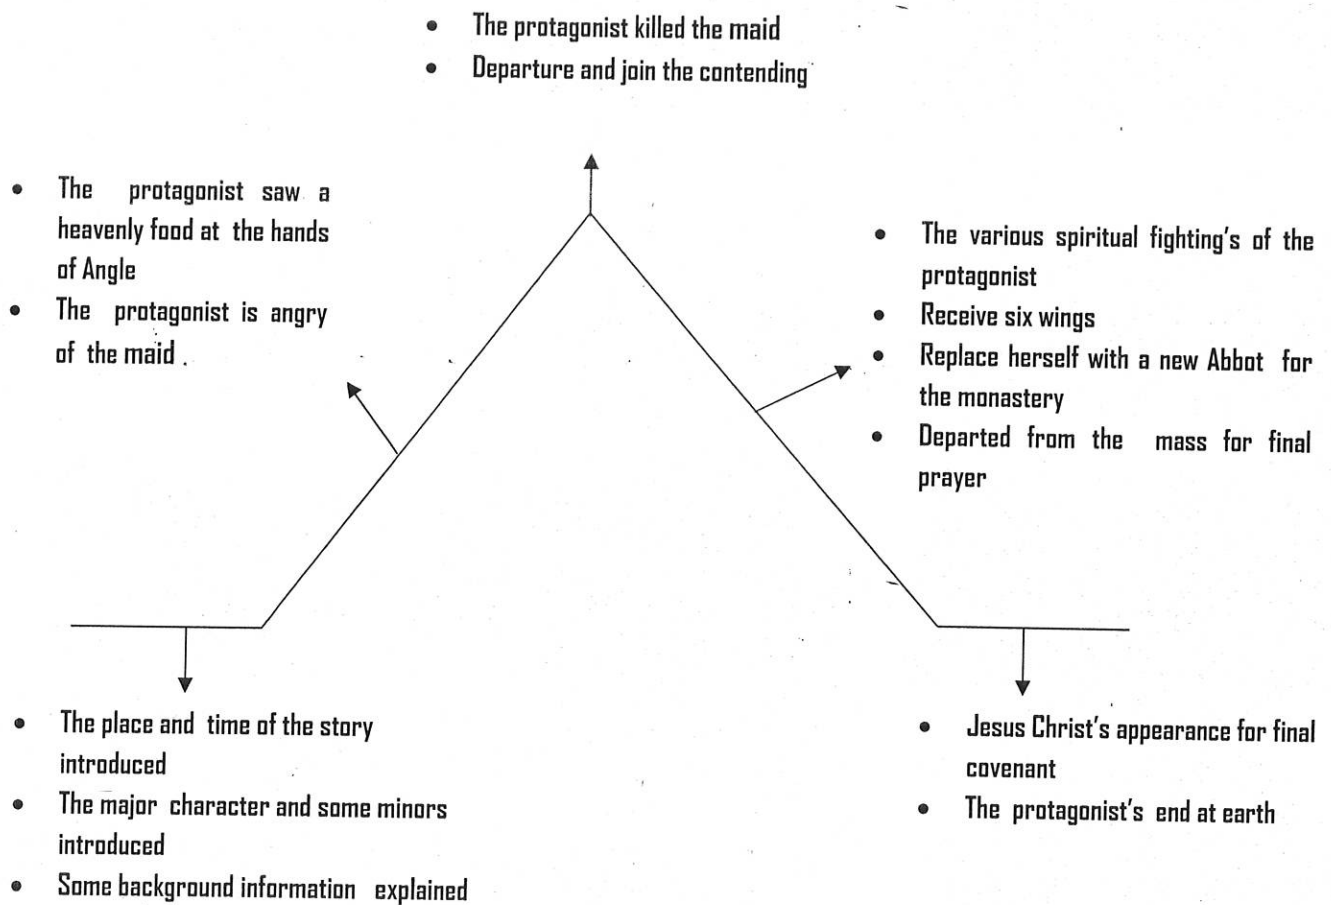 • The protagonist killed the maid
• Departure and join the contending
• The protagonist saw a
heavenly food at the hands
of Angle
• The protagonist is angry
of the maid .
• The various spiritual fighting's of the
protagonist
• Receive six wings
• Replace herself with a new Abbot for
the monastery
• Departed from the mass for final
prayer
• The place and time of the story
introduced
• The major character and some minors
introduced
• Some background information explained
• Jesus Christ's appearance for final
covenant
• The protagonist's end at earth